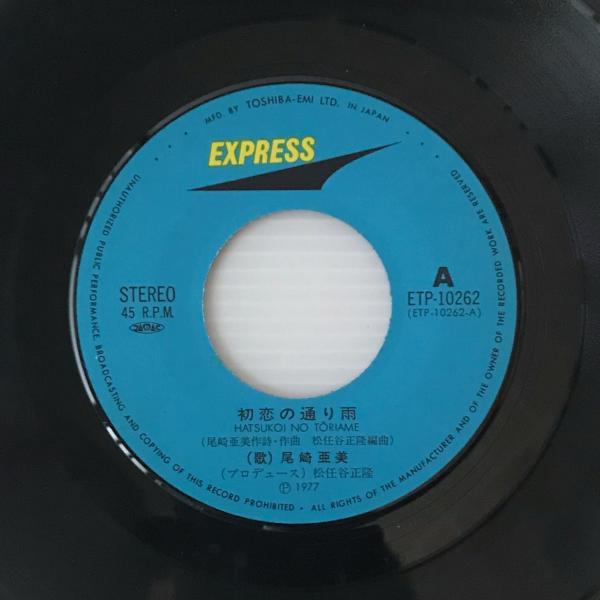 MFD. BY TOSHIBA-EMI LTD. IN JAPAN
EXPRESS
STEREO
45 R.P.M.
A
ETP-10262
(ETP-10262-A)
初恋の通り雨
HATSUKOI NO TŌRIAME
(尾崎亜美作詩・作曲 松任谷正隆編曲)
(歌) 尾崎亜美
(プロデュース) 松任谷正隆
Ⓟ 1977
UNAUTHORIZED PUBLIC PERFORMANCE, BROADCASTING AND COPYING OF THIS RECORD PROHIBITED • ALL RIGHTS OF THE MANUFACTURER AND OF THE OWNER OF THE RECORDED WORK ARE RESERVED